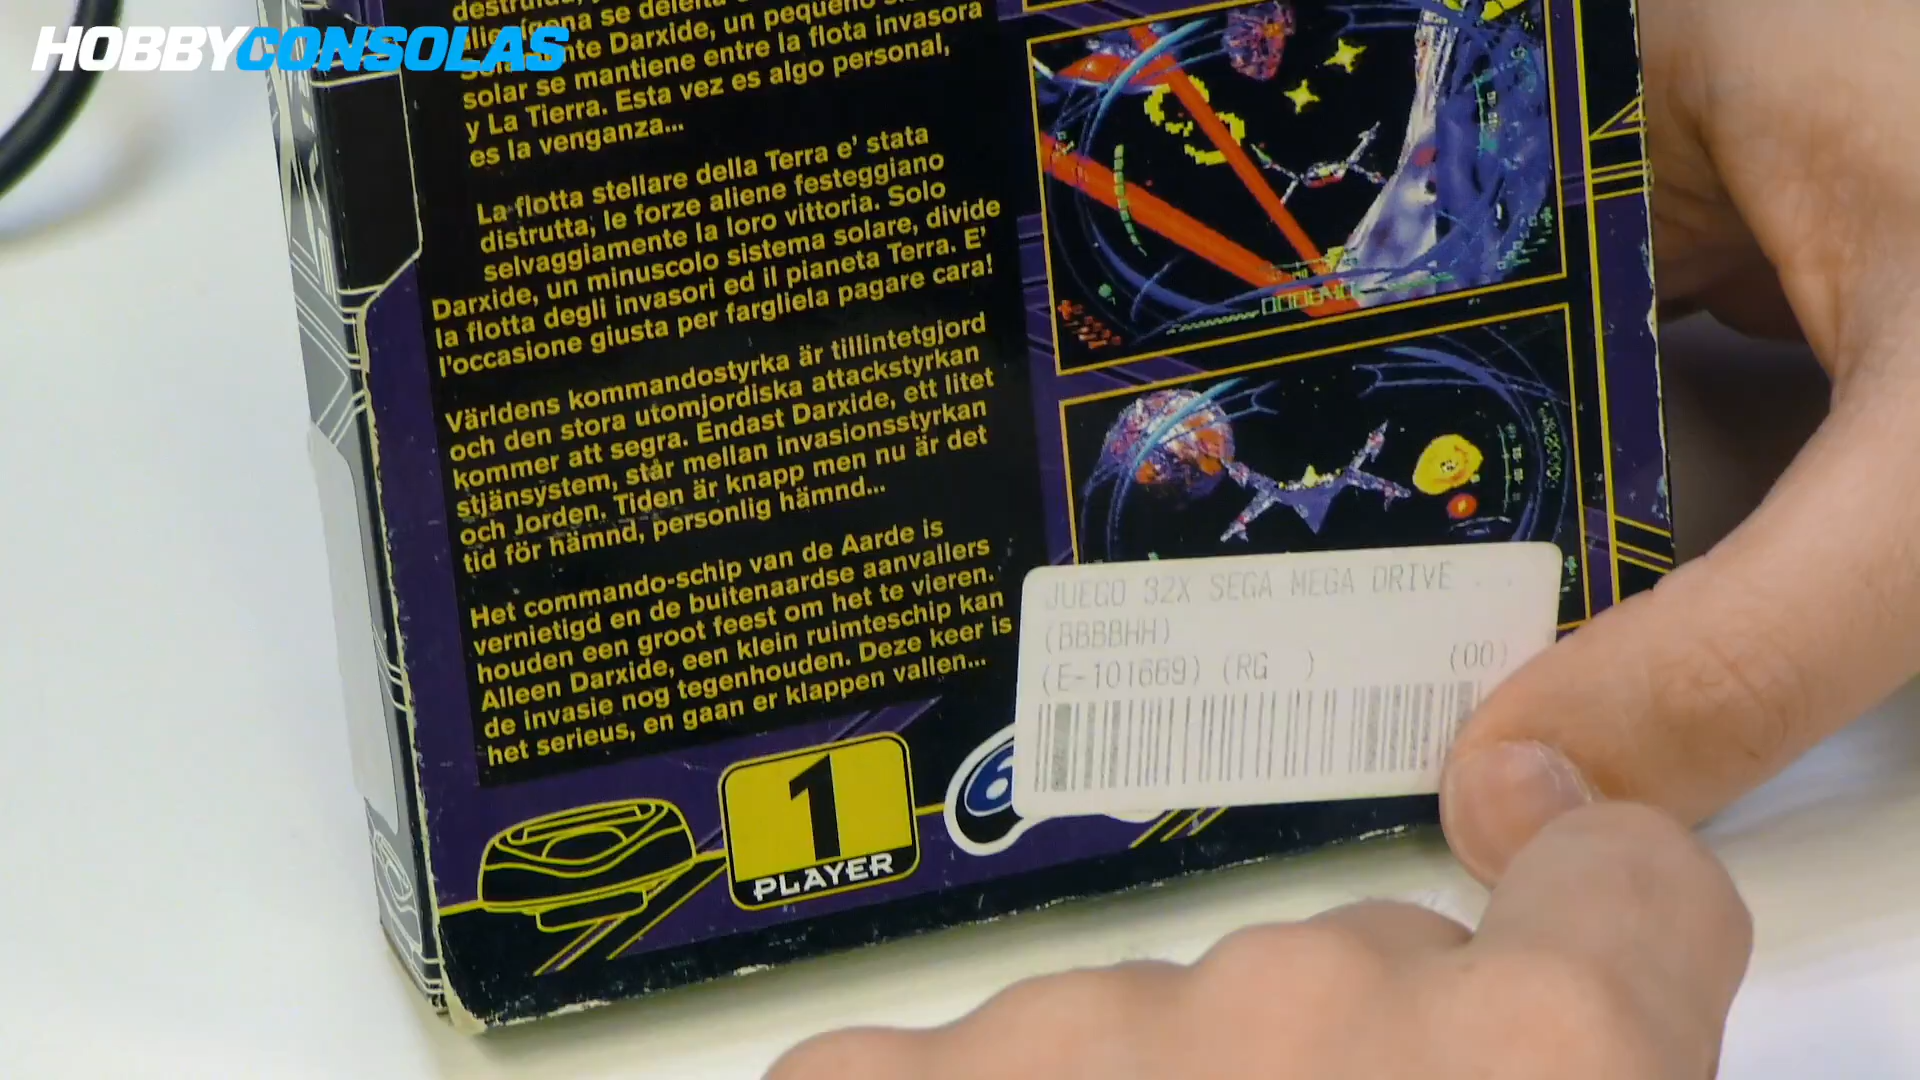 HOBBYCONSOLAS
solar se mantiene entre la flota invasora
y La Tierra. Esta vez es algo personal,
es la venganza...
La flotta stellare della Terra e' stata
distrutta, le forze aliene festeggiano
selvaggiamente la loro vittoria. Solo
Darxide, un minuscolo sistema solare, divide
la flotta degli invasori ed il pianeta Terra. E'
l'occasione giusta per fargliela pagare cara!
Världens kommandostyrka är tillintetgjord
och den stora utomjordiska attackstyrkan
kommer att segra. Endast Darxide, ett litet
stjänsystem, står mellan invasionsstyrkan
och Jorden. Tiden är knapp men nu är det
tid för hämnd, personlig hämnd...
Het commando-schip van de Aarde is
vernietigd en de buitenaardse aanvallers
houden een groot feest om het te vieren.
Alleen Darxide, een klein ruimteschip kan
de invasie nog tegenhouden. Deze keer is
het serieus, en gaan er klappen vallen...
JUEGO 32X SEGA MEGA DRIVE ...
(BBBBHH)
(E-101669) (RG ) (00)
1
PLAYER
6